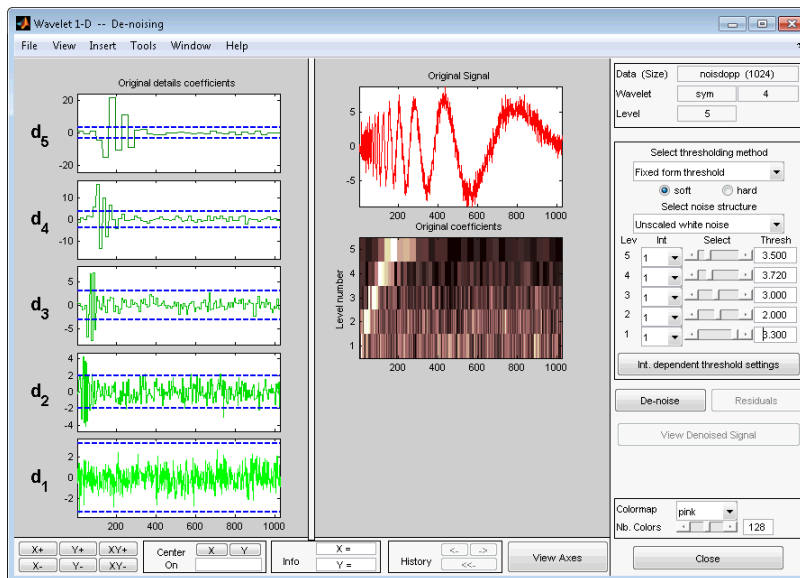 Wavelet 1-D -- De-noising
File View Insert Tools Window Help
Original details coefficients
d5
20
0
-20
d4
10
0
-10
d3
5
0
-5
d2
4
2
0
-2
-4
d1
2
0
-2
200 400 600 800 1000
Original Signal
5
0
-5
200 400 600 800 1000
Original coefficients
Level number
5
4
3
2
1
200 400 600 800 1000
Data (Size) noisdopp (1024)
Wavelet sym 4
Level 5
Select thresholding method
Fixed form threshold
soft hard
Select noise structure
Unscaled white noise
Lev Int Select Thresh
5 1 3.500
4 1 3.720
3 1 3.000
2 1 2.000
1 1 3.300
Int. dependent threshold settings
De-noise Residuals
View Denoised Signal
Colormap pink
Nb. Colors 128
Close
X+ Y+ XY+
X- Y- XY-
Center On X Y
Info X =
Y =
History <- ->
<<-
View Axes